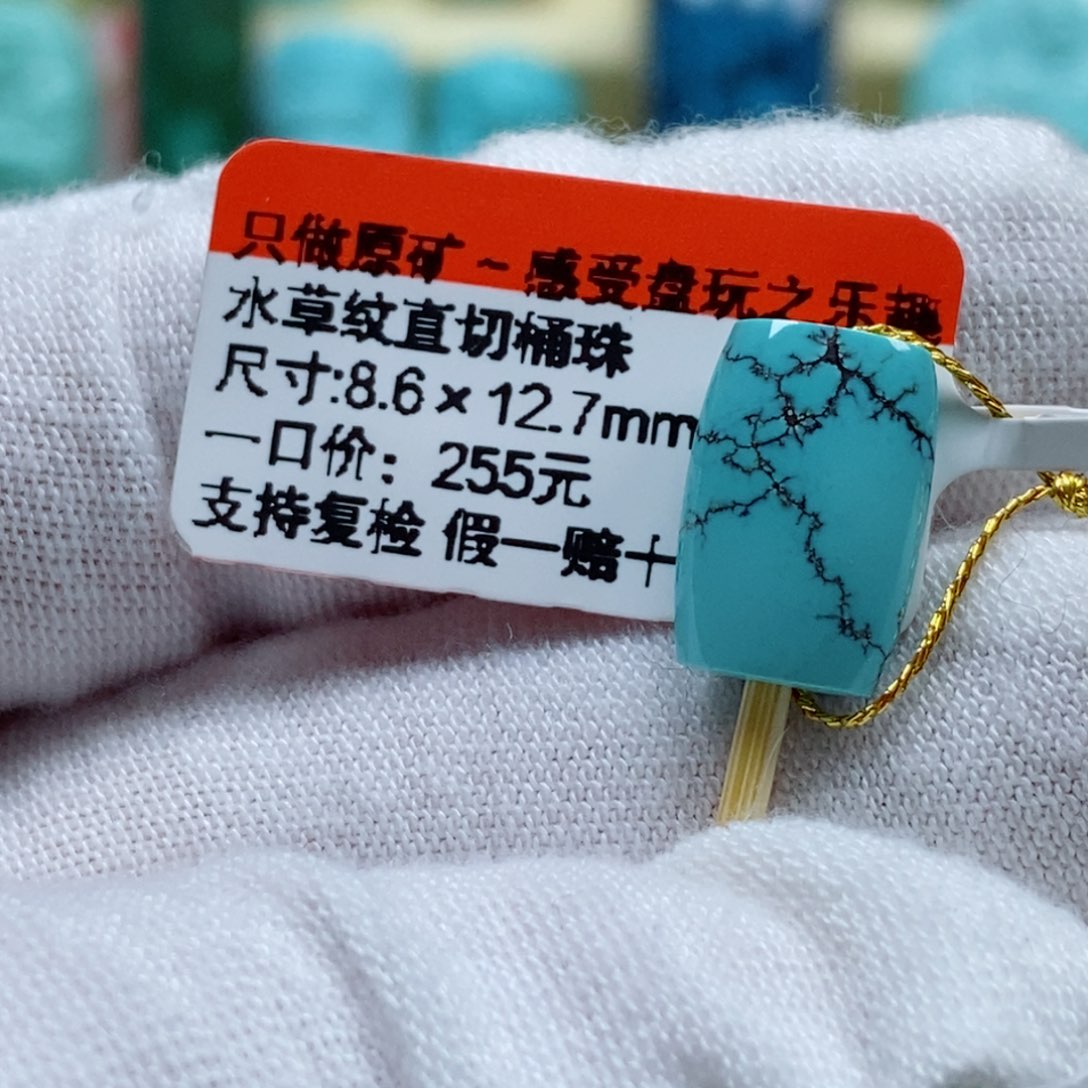 只做原矿~感受盘玩之乐趣
水草纹直切桶珠
尺寸:8.6×12.7mm
一口价：255元
支持复检 假一赔十